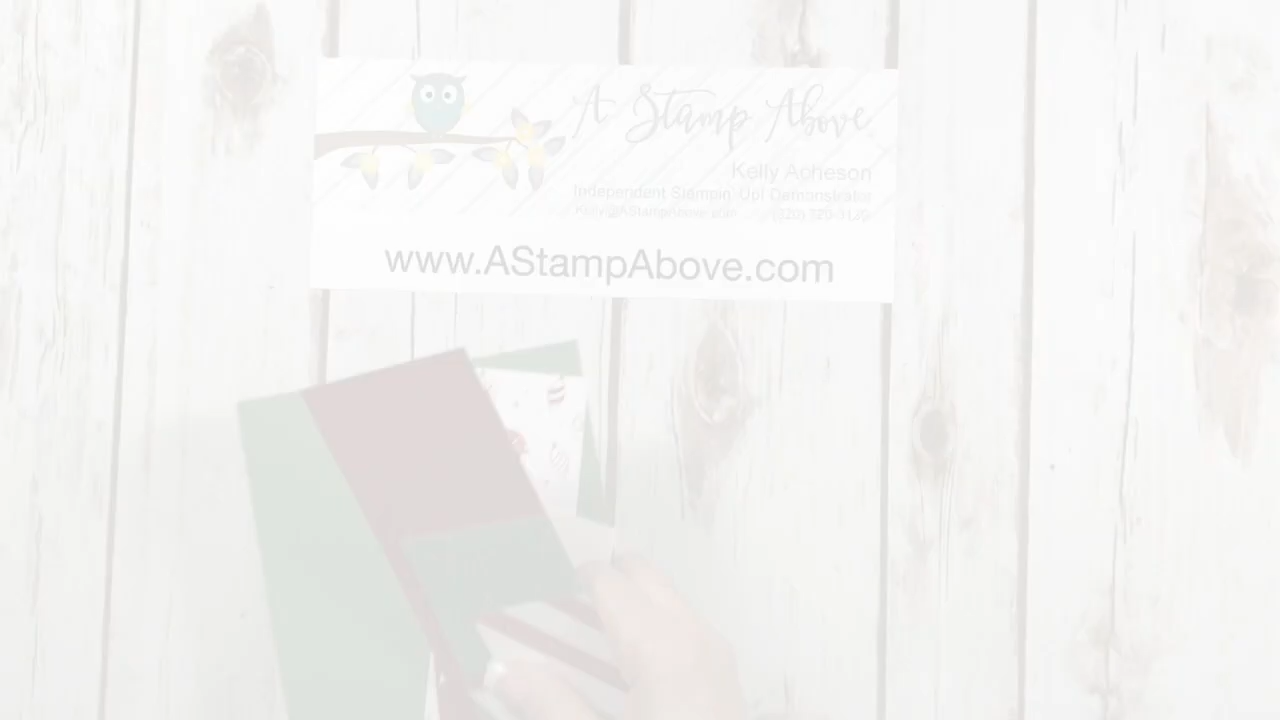 A Stamp Above
Kelly Acheson
Independent Stampin' Up! Demonstrator
Kelly@AStampAbove.com
www.AStampAbove.com